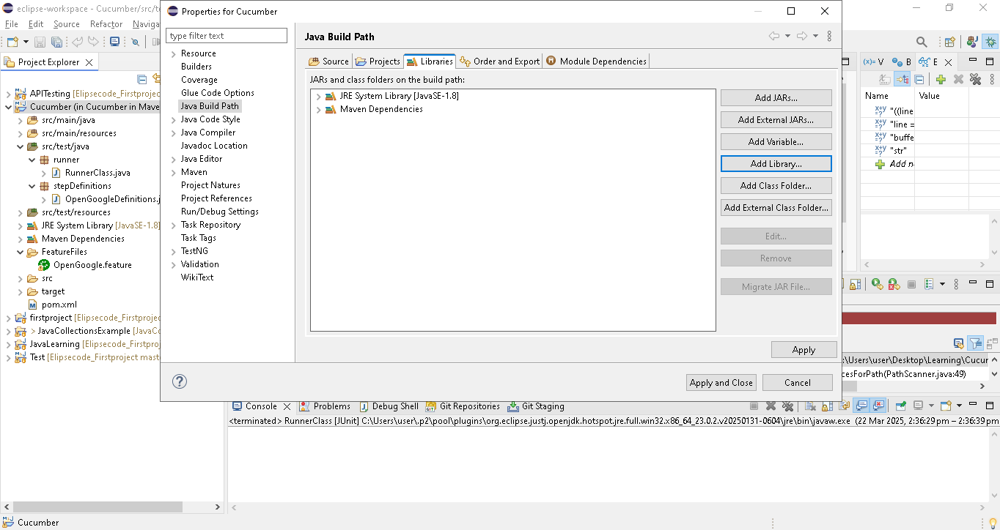 eclipse-workspace - Cucumber/src/te
File Edit Source Refactor Naviga
Project Explorer
APITesting [Elipsecode_Firstprojec
Cucumber (in Cucumber in Mave
src/main/java
src/main/resources
src/test/java
runner
RunnerClass.java
stepDefinitions
OpenGoogleDefinitions.j
src/test/resources
JRE System Library [JavaSE-1.8]
Maven Dependencies
FeatureFiles
OpenGoogle.feature
src
target
pom.xml
firstproject [Elipsecode_Firstprojec
> JavaCollectionsExample [JavaCo
JavaLearning [Elipsecode_Firstproj
Test [Elipsecode_Firstproject mast
Properties for Cucumber
type filter text
Resource
Builders
Coverage
Glue Code Options
Java Build Path
Java Code Style
Java Compiler
Javadoc Location
Java Editor
Maven
Project Natures
Project References
Run/Debug Settings
Task Repository
Task Tags
TestNG
Validation
WikiText
Java Build Path
Source Projects Libraries Order and Export Module Dependencies
JARs and class folders on the build path:
JRE System Library [JavaSE-1.8]
Maven Dependencies
Add JARs...
Add External JARs...
Add Variable...
Add Library...
Add Class Folder...
Add External Class Folder...
Edit...
Remove
Migrate JAR File...
Apply
Apply and Close Cancel
(x)= V B E
Name Value
"((line
"line =
"buffe
"str"
Add n
:\Users\user\Desktop\Learning\Cucur
cesForPath(PathScanner.java:49)
Console Problems Debug Shell Git Repositories Git Staging
<terminated> RunnerClass [JUnit] C:\Users\user\.p2\pool\plugins\org.eclipse.justj.openjdk.hotspot.jre.full.win32.x86_64_23.0.2.v20250131-0604\jre\bin\javaw.exe (22 Mar 2025, 2:36:29 pm – 2:36:39 pm
Cucumber